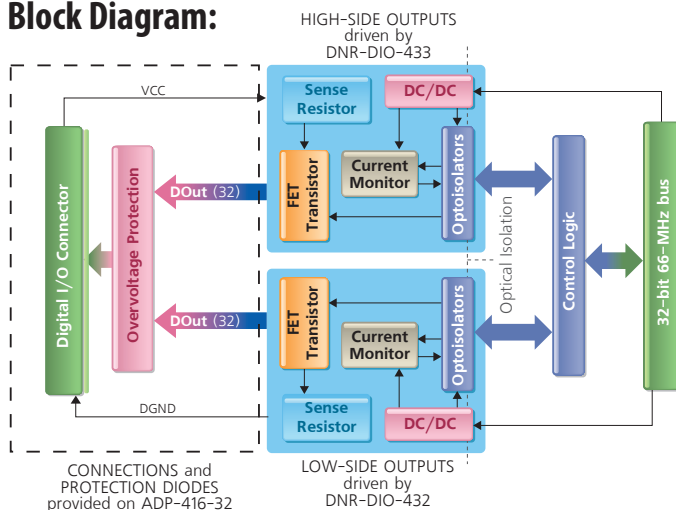 Block Diagram:
HIGH-SIDE OUTPUTS
driven by
DNR-DIO-433
VCC
Sense
Resistor
DC/DC
Digital I/O Connector
Overvoltage Protection
DOut (32)
FET
Transistor
Current
Monitor
Optoisolators
Optical Isolation
Control Logic
32-bit 66-MHz bus
DOut (32)
FET
Transistor
Current
Monitor
Optoisolators
DGND
Sense
Resistor
DC/DC
CONNECTIONS and
PROTECTION DIODES
provided on ADP-416-32
LOW-SIDE OUTPUTS
driven by
DNR-DIO-432